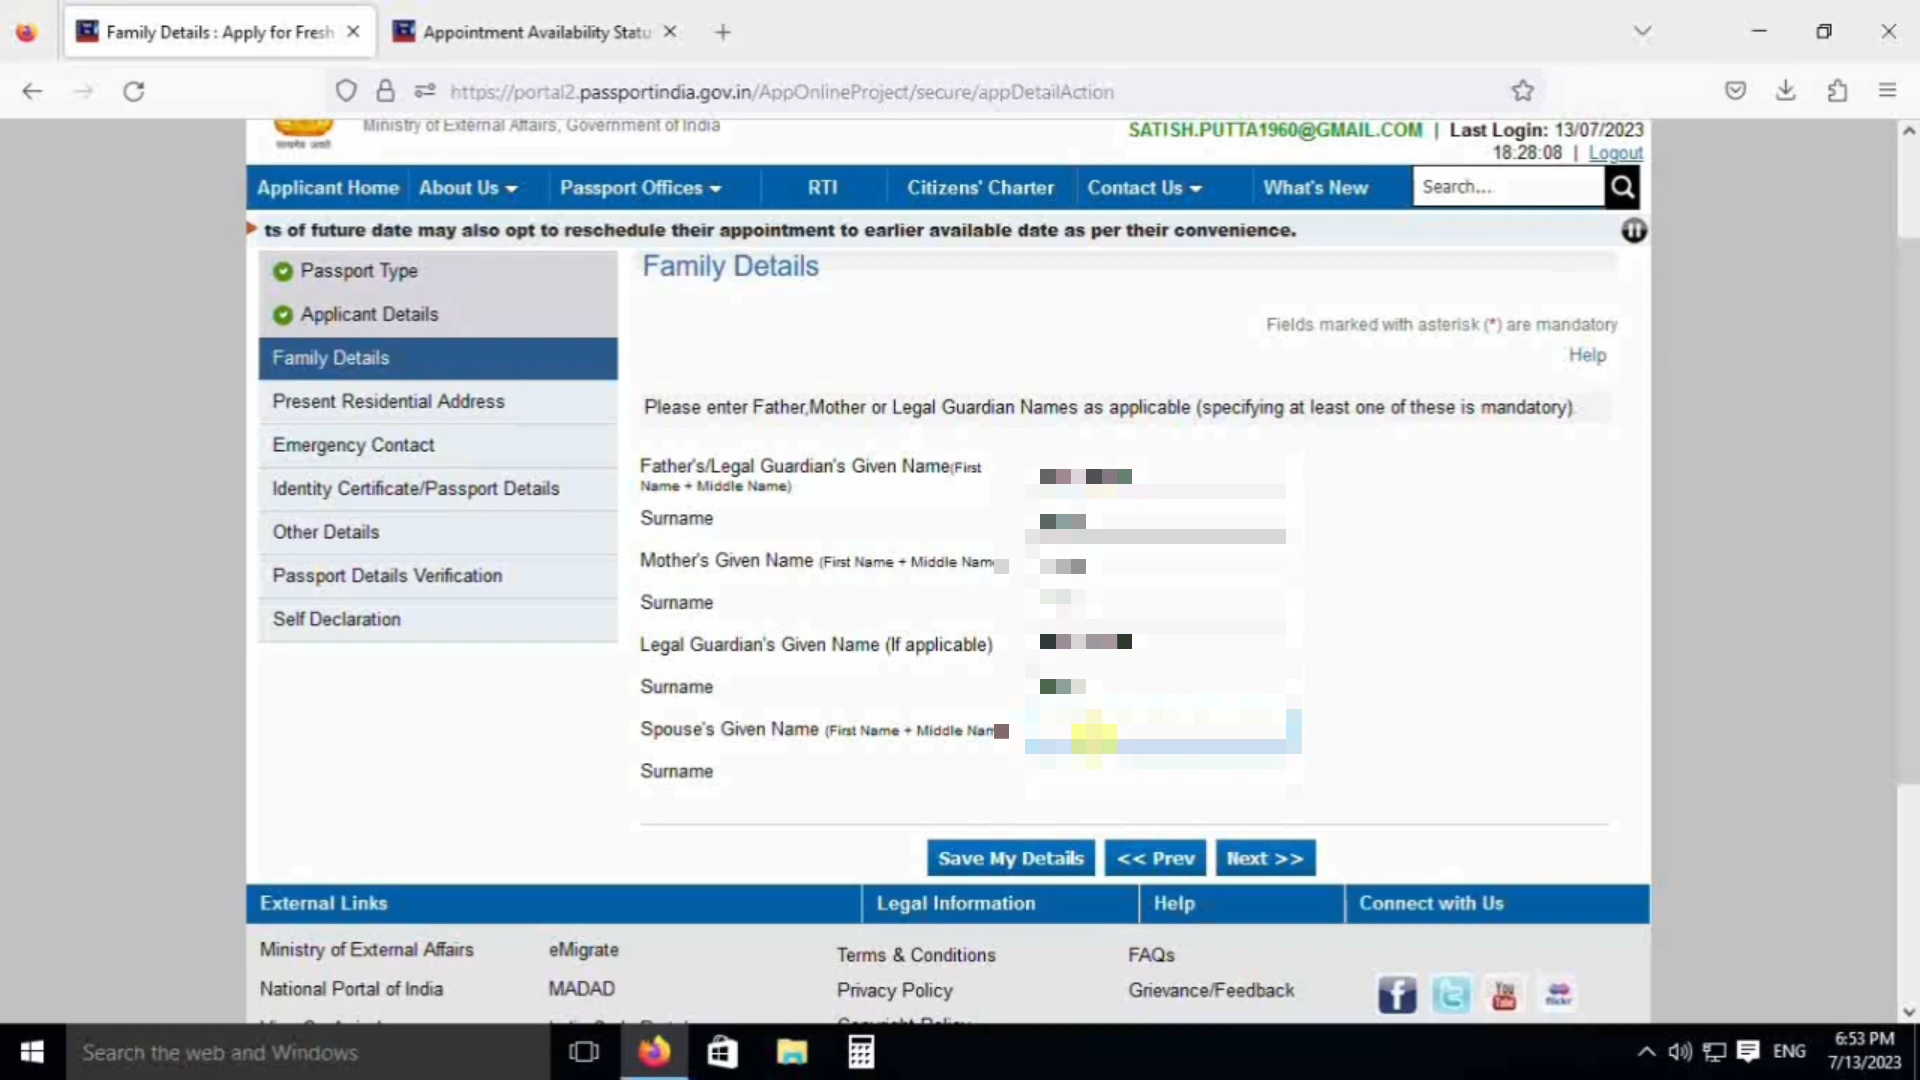 Family Details : Apply for Fresh
Appointment Availability Statu
https://portal2.passportindia.gov.in/AppOnlineProject/secure/appDetailAction
Ministry of External Affairs, Government of India
SATISH.PUTTA1960@GMAIL.COM | Last Login: 13/07/2023
18:28:08 | Logout
Applicant Home About Us Passport Offices RTI Citizens' Charter Contact Us What's New Search...
ts of future date may also opt to reschedule their appointment to earlier available date as per their convenience.
Passport Type
Applicant Details
Family Details
Present Residential Address
Emergency Contact
Identity Certificate/Passport Details
Other Details
Passport Details Verification
Self Declaration
Family Details
Fields marked with asterisk (*) are mandatory
Help
Please enter Father,Mother or Legal Guardian Names as applicable (specifying at least one of these is mandatory).
Father's/Legal Guardian's Given Name(First
Name + Middle Name)
Surname
Mother's Given Name (First Name + Middle Name
Surname
Legal Guardian's Given Name (If applicable)
Surname
Spouse's Given Name (First Name + Middle Nam
Surname
Save My Details << Prev Next >>
External Links Legal Information Help Connect with Us
Ministry of External Affairs eMigrate Terms & Conditions FAQs
National Portal of India MADAD Privacy Policy Grievance/Feedback
You
Tube
flickr
Copyright Policy
Search the web and Windows
ENG
6:53 PM
7/13/2023